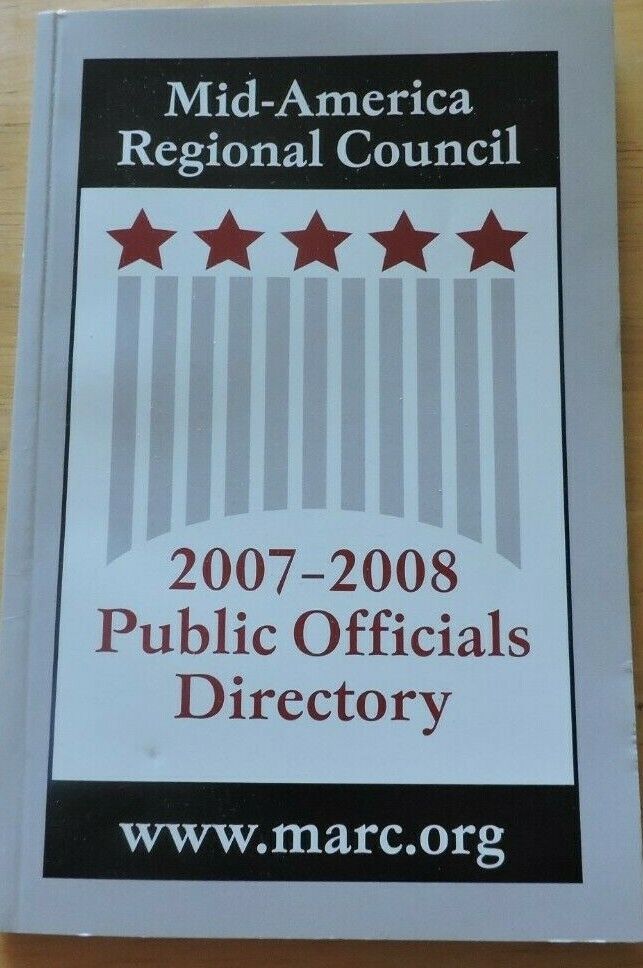 Mid-America
Regional Council
2007-2008
Public Officials
Directory
www.marc.org